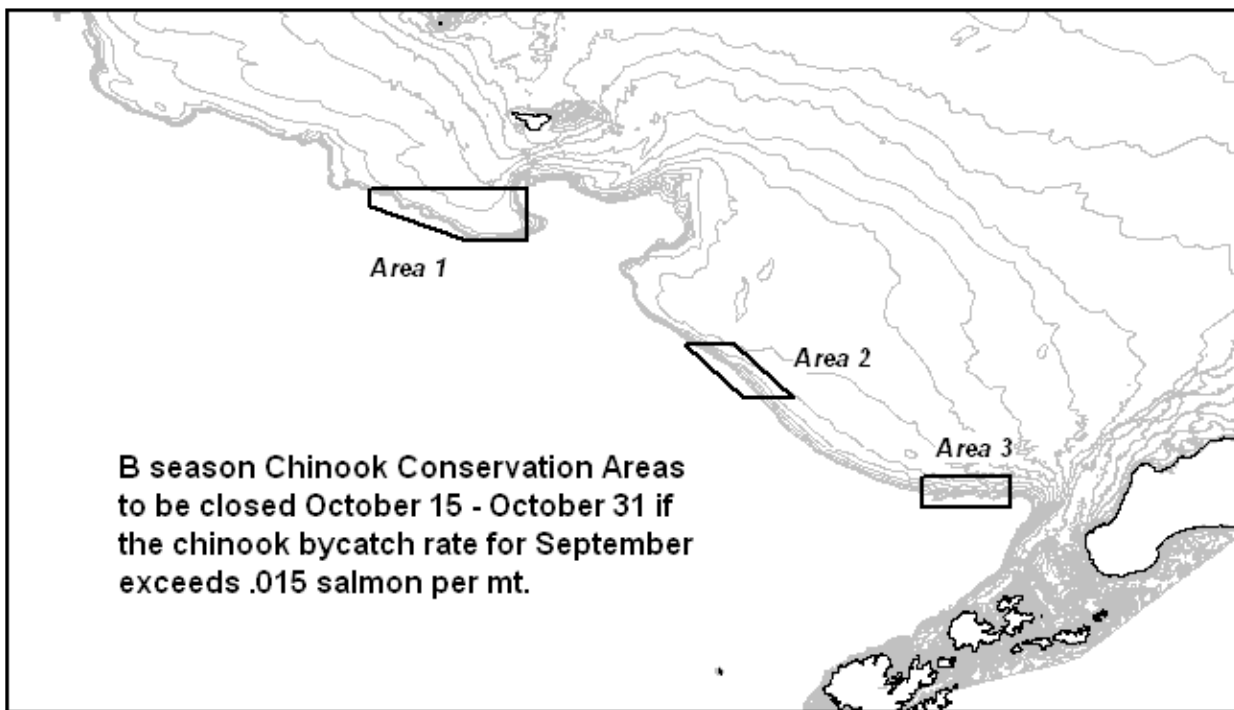 Area 1
Area 2
Area 3
B season Chinook Conservation Areas
to be closed October 15 - October 31 if
the chinook bycatch rate for September
exceeds .015 salmon per mt.